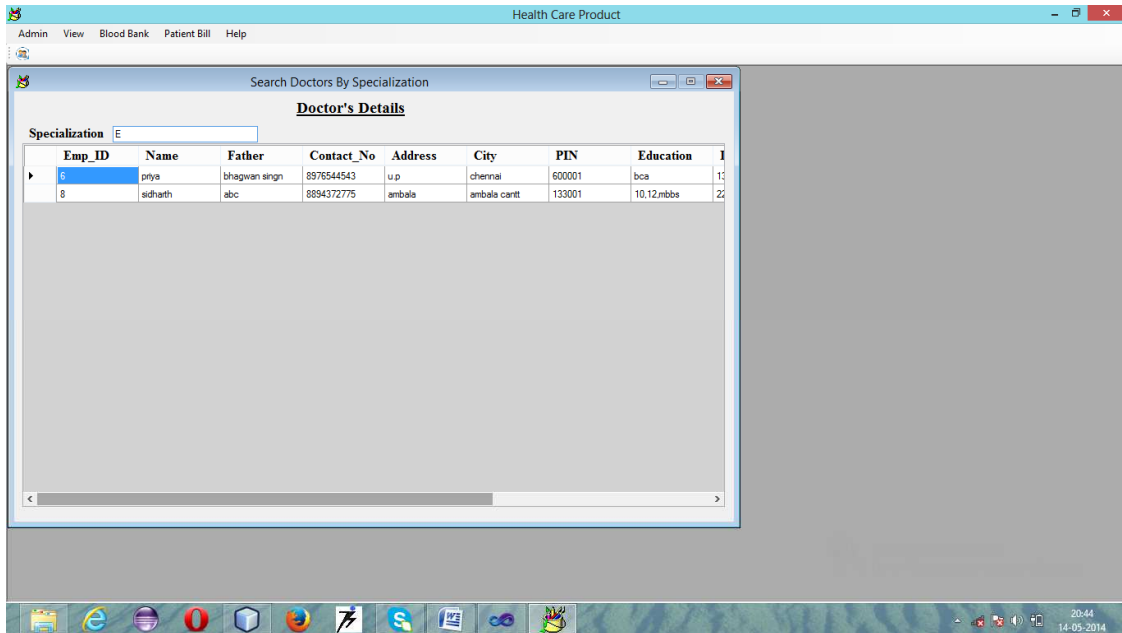 Health Care Product
Admin View Blood Bank Patient Bill Help
Search Doctors By Specialization
Doctor's Details
Specialization E
Emp_ID Name Father Contact_No Address City PIN Education
6 priya bhagwan singn 8976544543 u.p chennai 600001 bca 13
8 sidharth abc 8894372775 ambala ambala cantt 133001 10,12,mbbs 22
20:44
14-05-2014